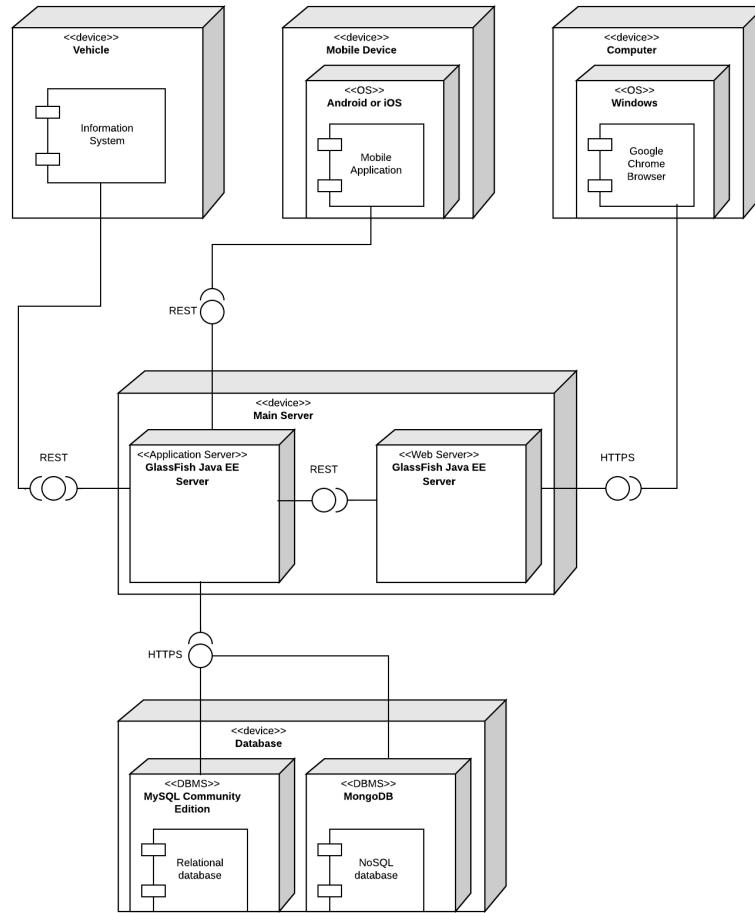 <<device>>
Vehicle
Information
System
<<device>>
Mobile Device
<<OS>>
Android or iOS
Mobile
Application
<<device>>
Computer
<<OS>>
Windows
Google
Chrome
Browser
REST
<<device>>
Main Server
REST
<<Application Server>>
GlassFish Java EE
Server
REST
<<Web Server>>
GlassFish Java EE
Server
HTTPS
HTTPS
<<device>>
Database
<<DBMS>>
MySQL Community
Edition
Relational
database
<<DBMS>>
MongoDB
NoSQL
database